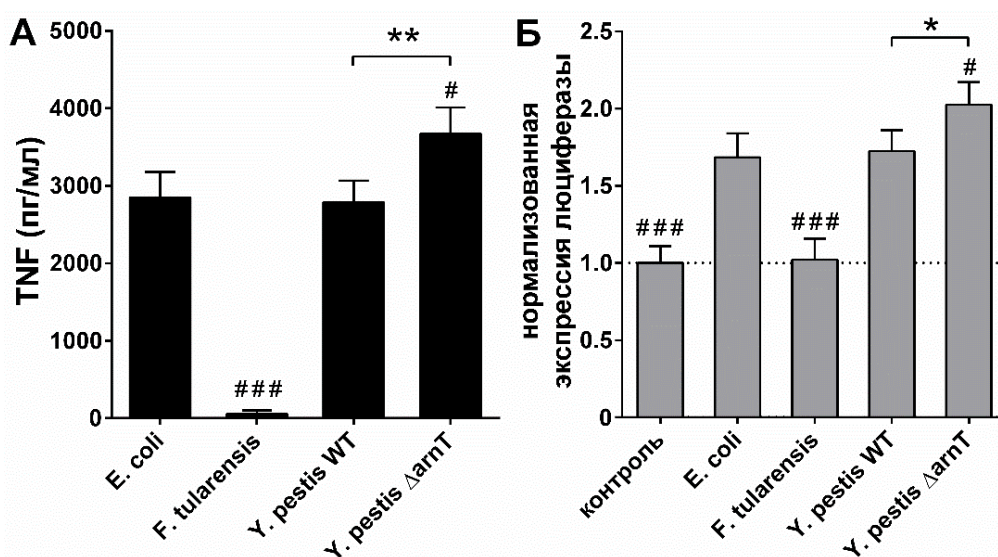 А
TNF (пг/мл)
5000
4000
3000
2000
1000
0
**
#
###
E. coli
F. tularensis
Y. pestis WT
Y. pestis ΔarnT
Б
нормализованная
экспрессия люциферазы
2.5
2.0
1.5
1.0
0.5
0
*
#
###
###
контроль
E. coli
F. tularensis
Y. pestis WT
Y. pestis ΔarnT